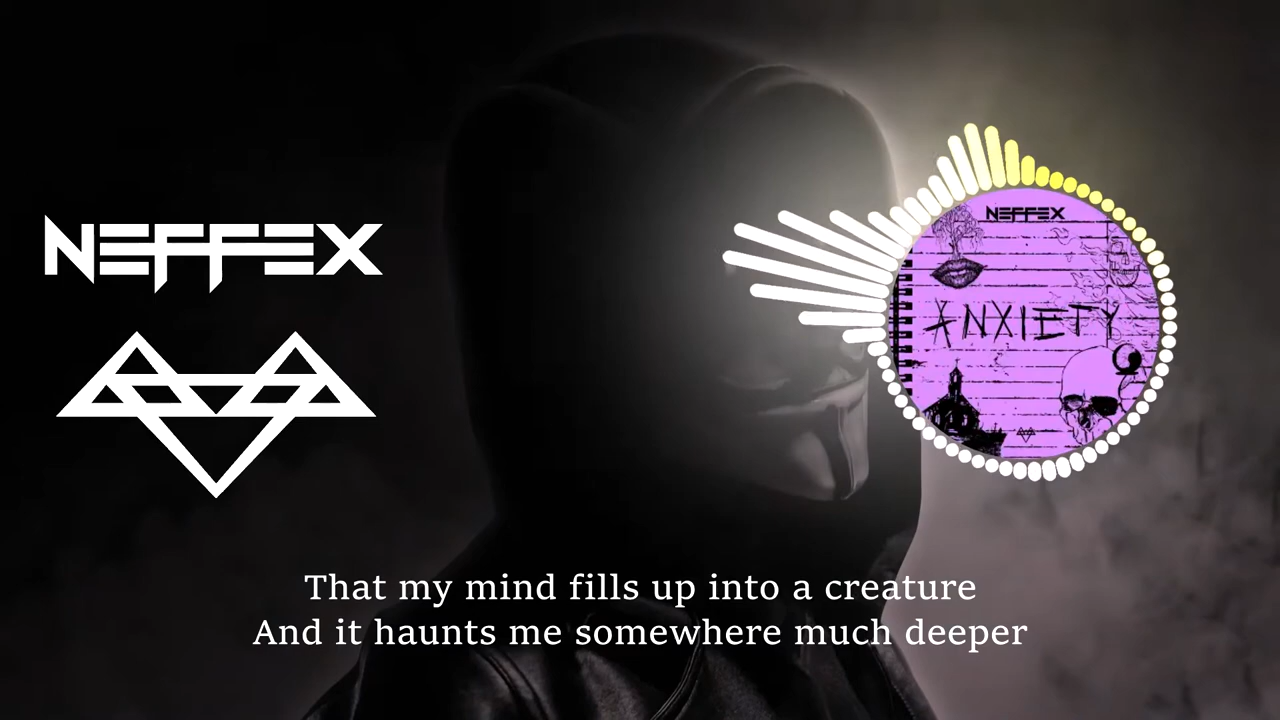 NEFFEX
NEFFEX
ANXIETY
That my mind fills up into a creature
And it haunts me somewhere much deeper